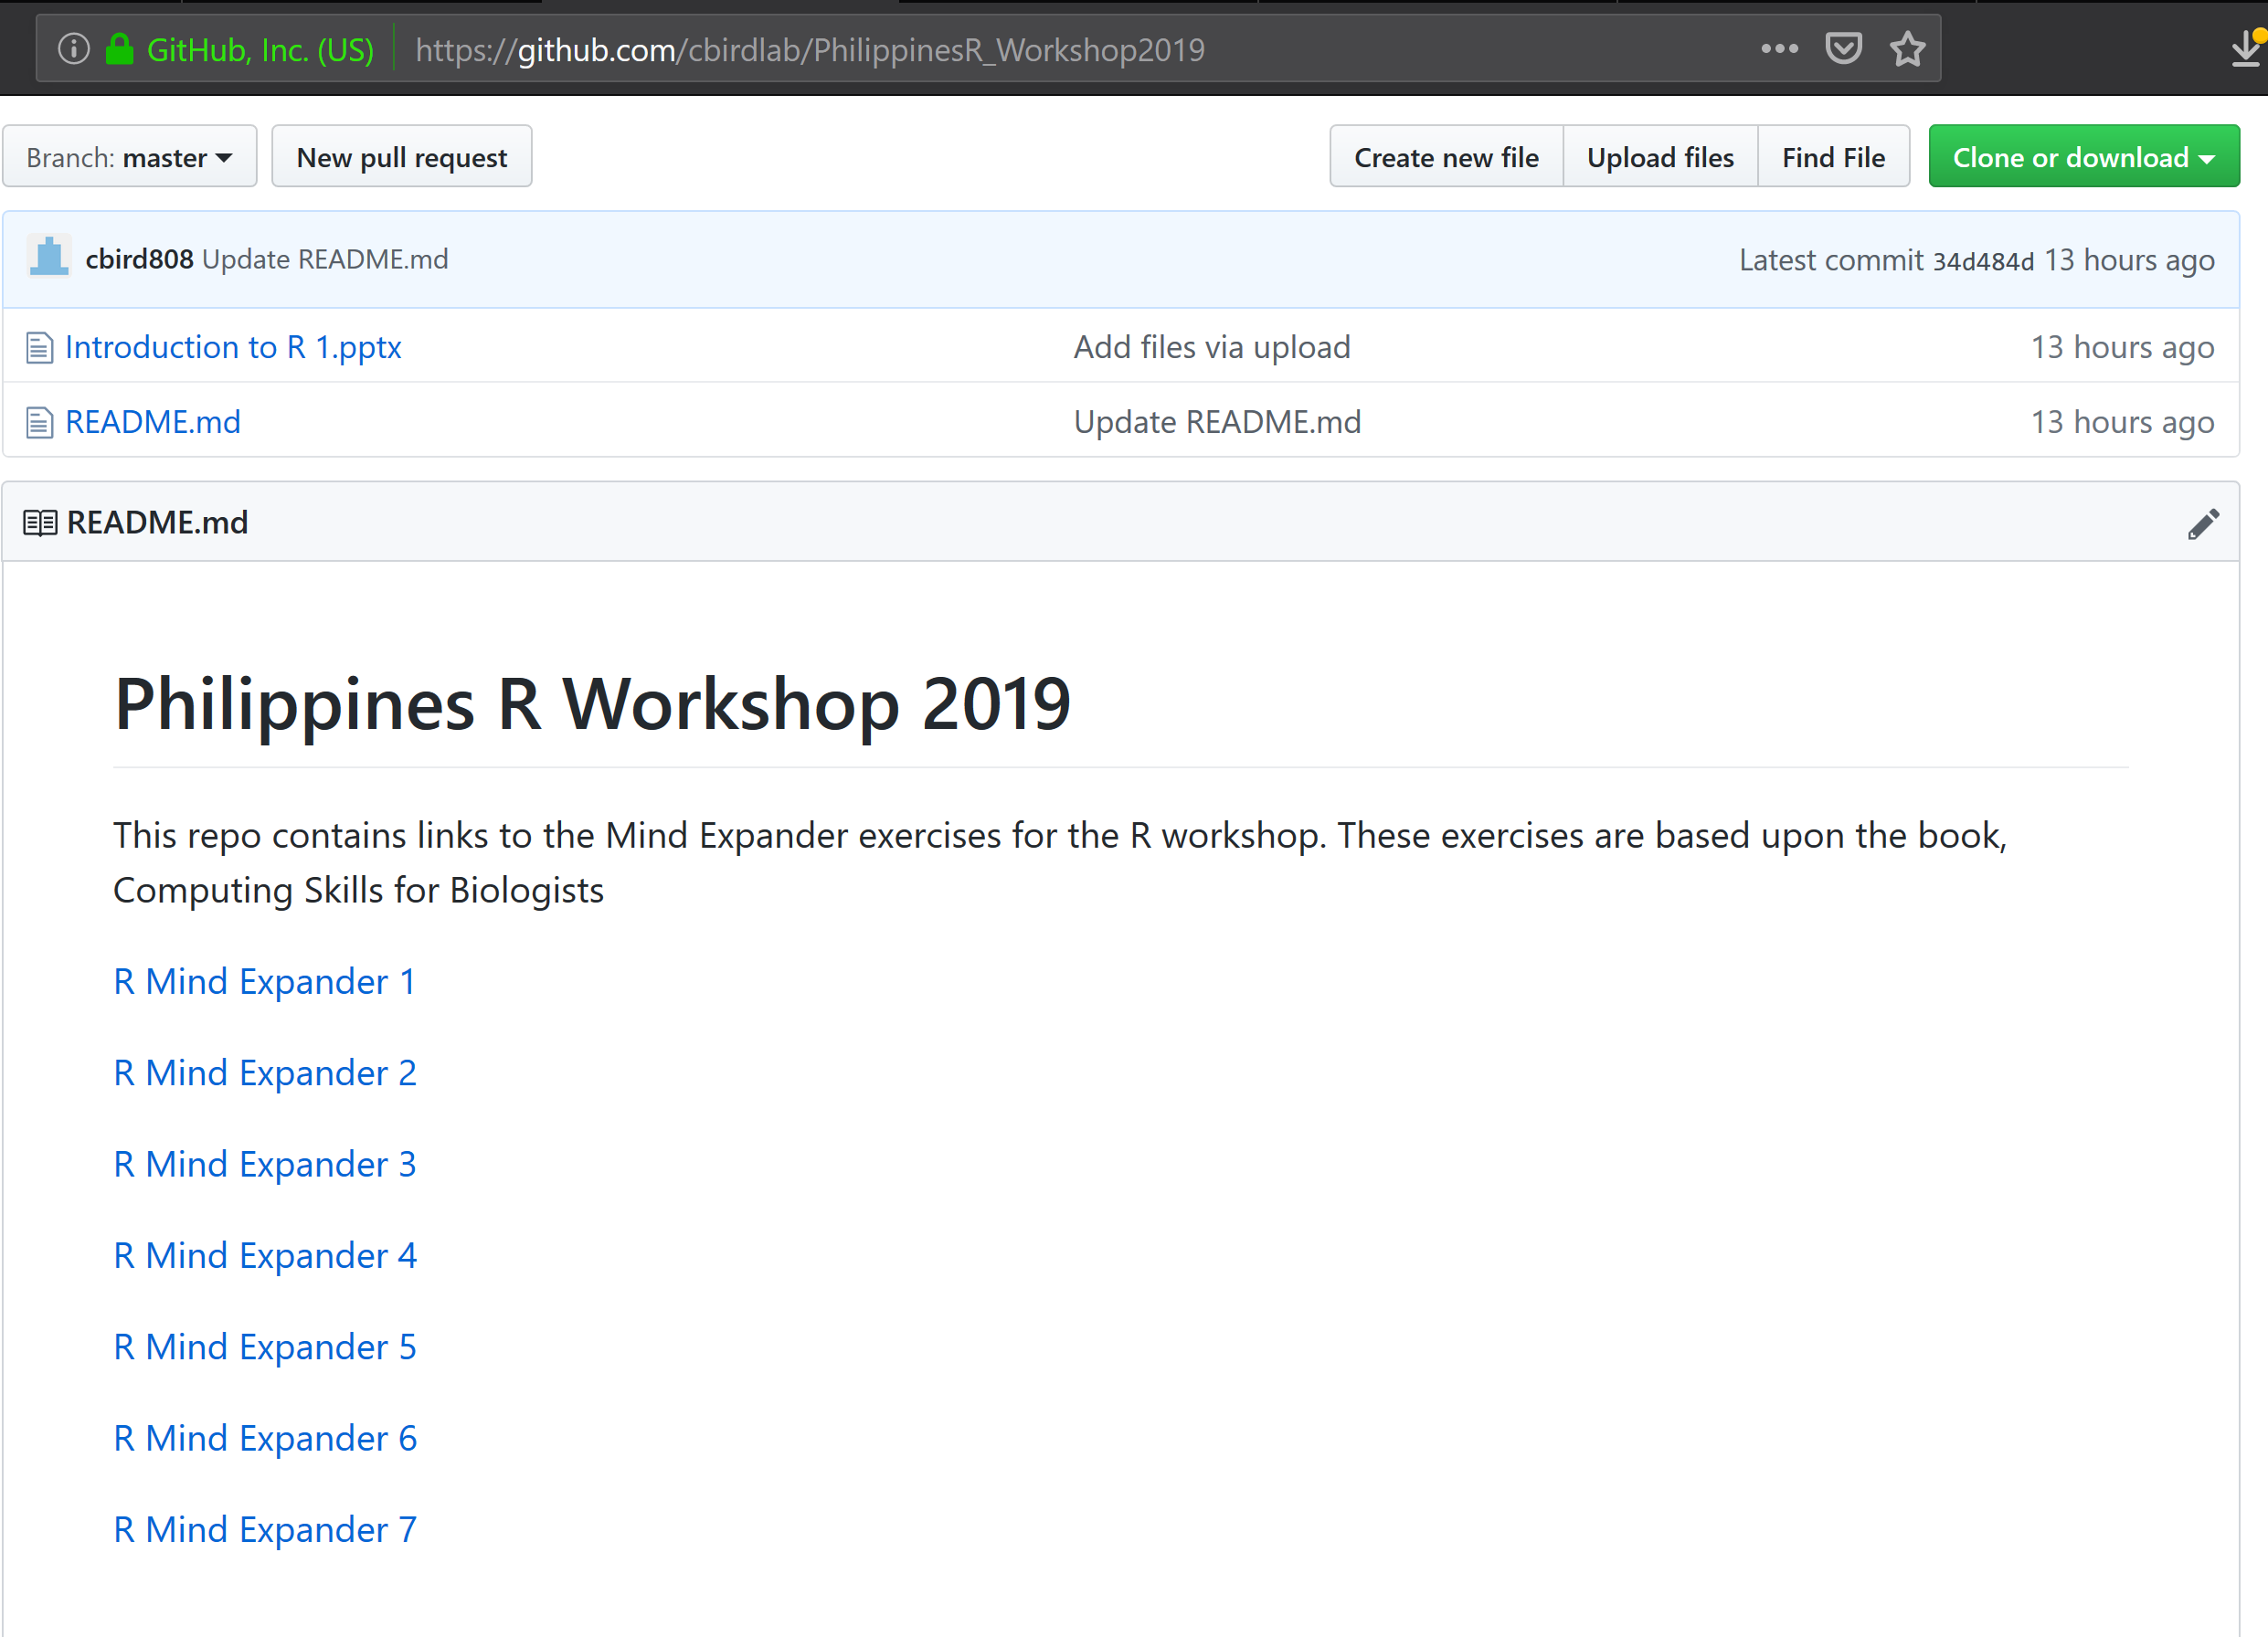 GitHub, Inc. (US) https://github.com/cbirdlab/PhilippinesR_Workshop2019
Branch: master New pull request Create new file Upload files Find File Clone or download
cbird808 Update README.md Latest commit 34d484d 13 hours ago
Introduction to R 1.pptx Add files via upload 13 hours ago
README.md Update README.md 13 hours ago
README.md
Philippines R Workshop 2019
This repo contains links to the Mind Expander exercises for the R workshop. These exercises are based upon the book,
Computing Skills for Biologists
R Mind Expander 1
R Mind Expander 2
R Mind Expander 3
R Mind Expander 4
R Mind Expander 5
R Mind Expander 6
R Mind Expander 7